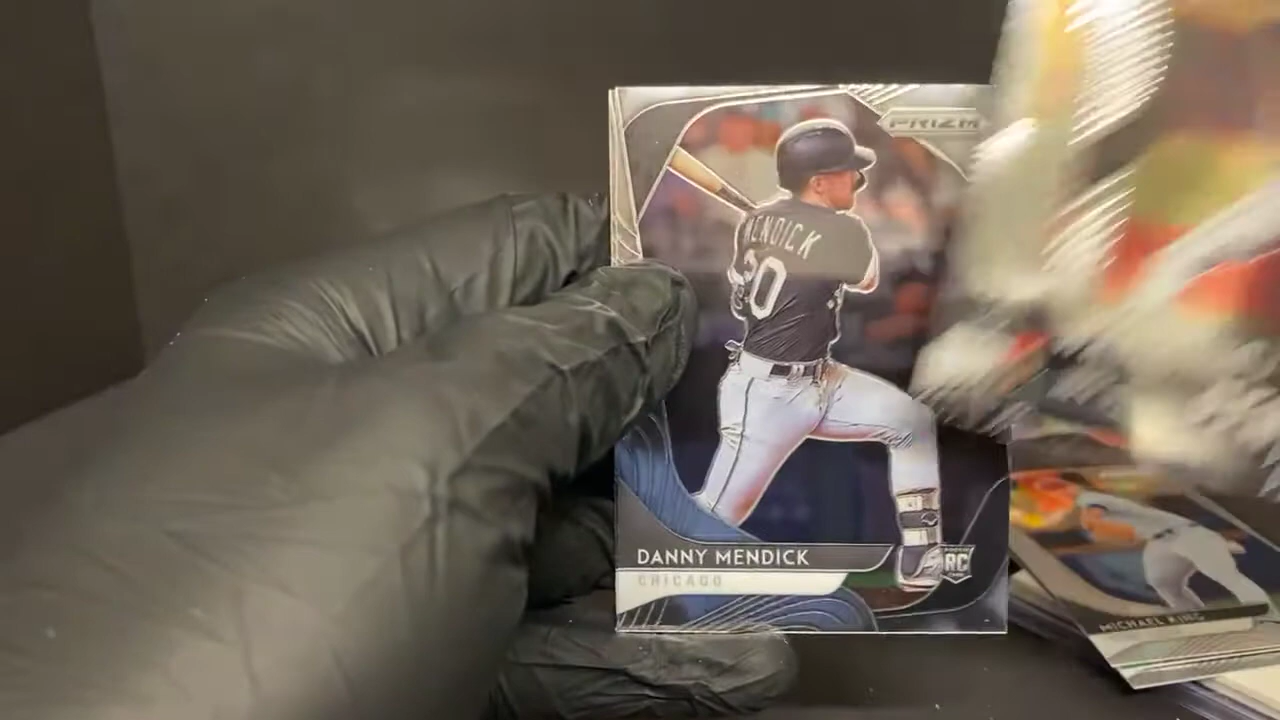 PRIZM
MENDICK
20
DANNY MENDICK
RC
CHICAGO
MICHAEL KING